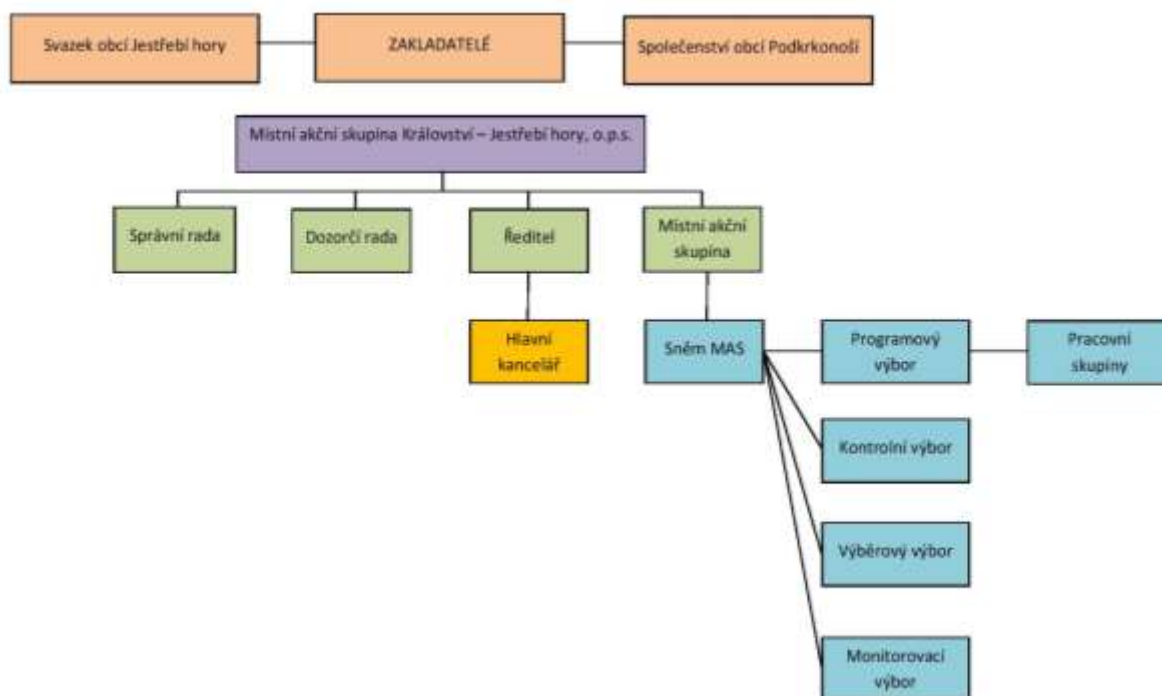 Svazek obcí Jestřebí hory
ZAKLADATELÉ
Společenství obcí Podkrkonoší
Místní akční skupina Království – Jestřebí hory, o.p.s.
Správní rada
Dozorčí rada
Ředitel
Místní akční
skupina
Hlavní
kancelář
Sněm MAS
Programový
výbor
Pracovní
skupiny
Kontrolní výbor
Výběrový výbor
Monitorovací
výbor